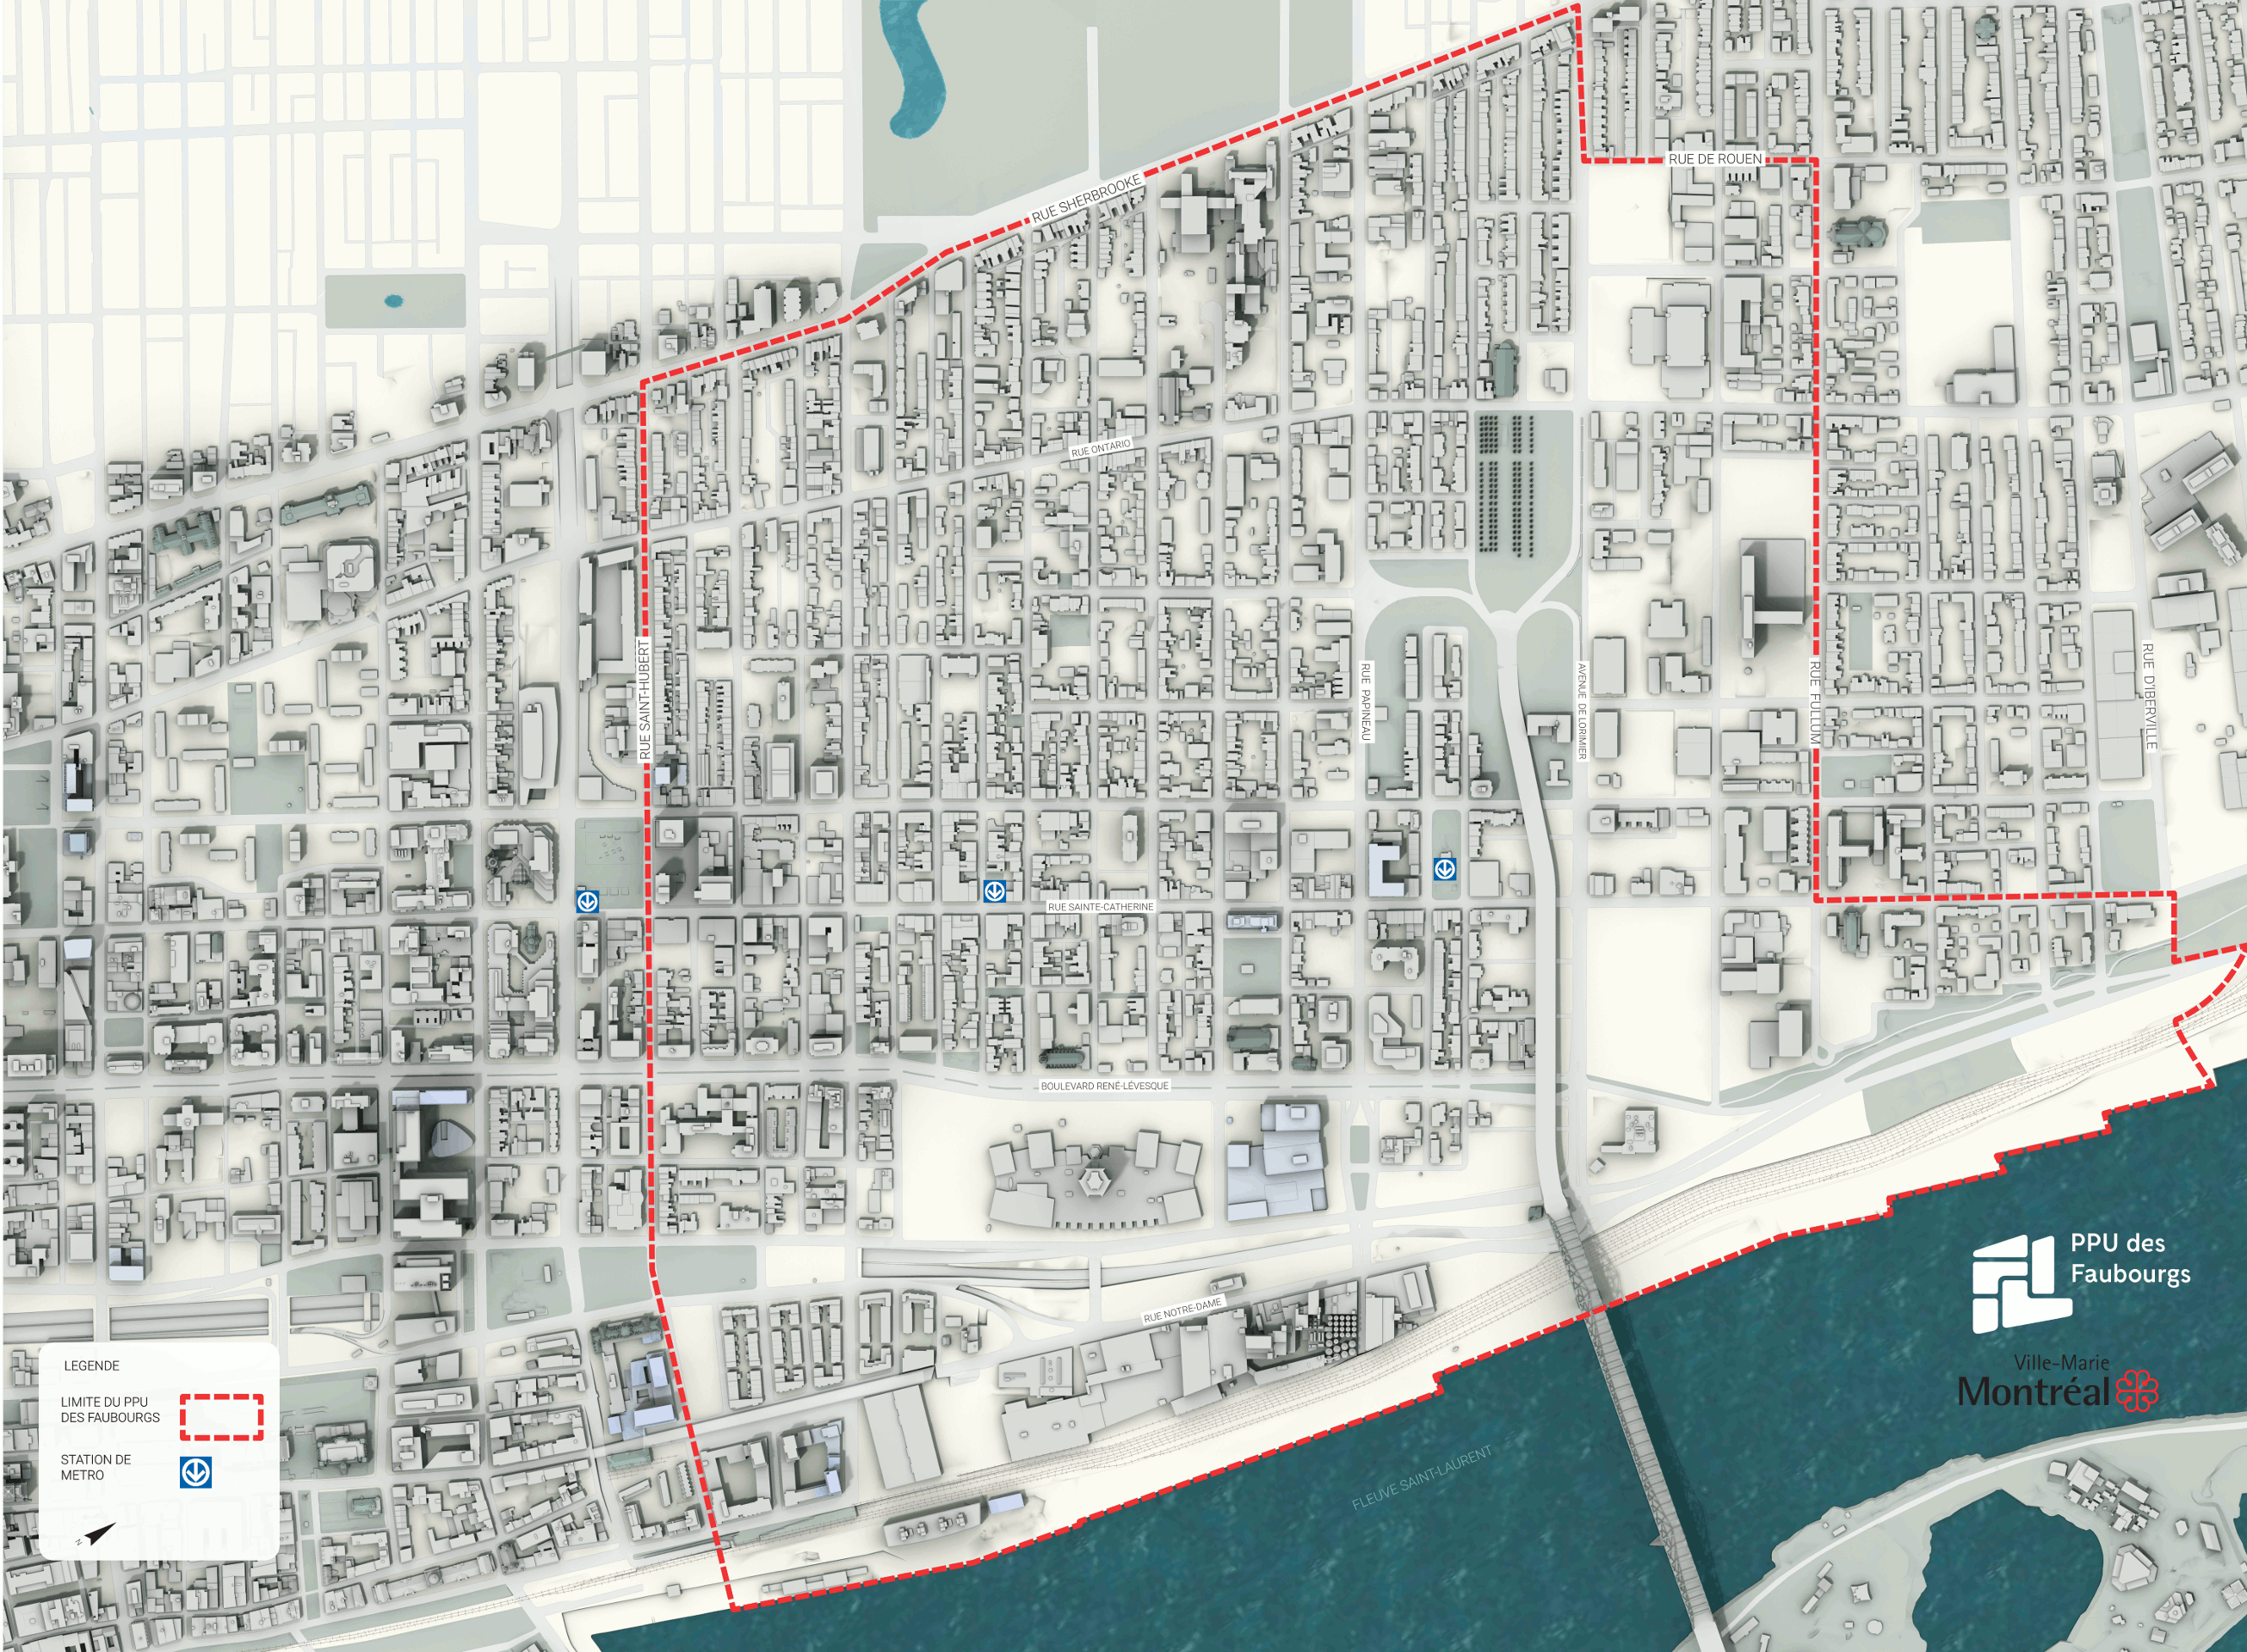 RUE DE ROUEN
RUE SHERBROOKE
RUE ONTARIO
RUE SAINT-HUBERT
RUE PAPINEAU
AVENUE DE LORIMIER
RUE FULLUM
RUE D'IBERVILLE
RUE SAINTE-CATHERINE
BOULEVARD RENÉ-LÉVESQUE
RUE NOTRE-DAME
FLEUVE SAINT-LAURENT
PPU des
Faubourgs
Ville-Marie
Montréal
LEGENDE
LIMITE DU PPU
DES FAUBOURGS
STATION DE
METRO
N